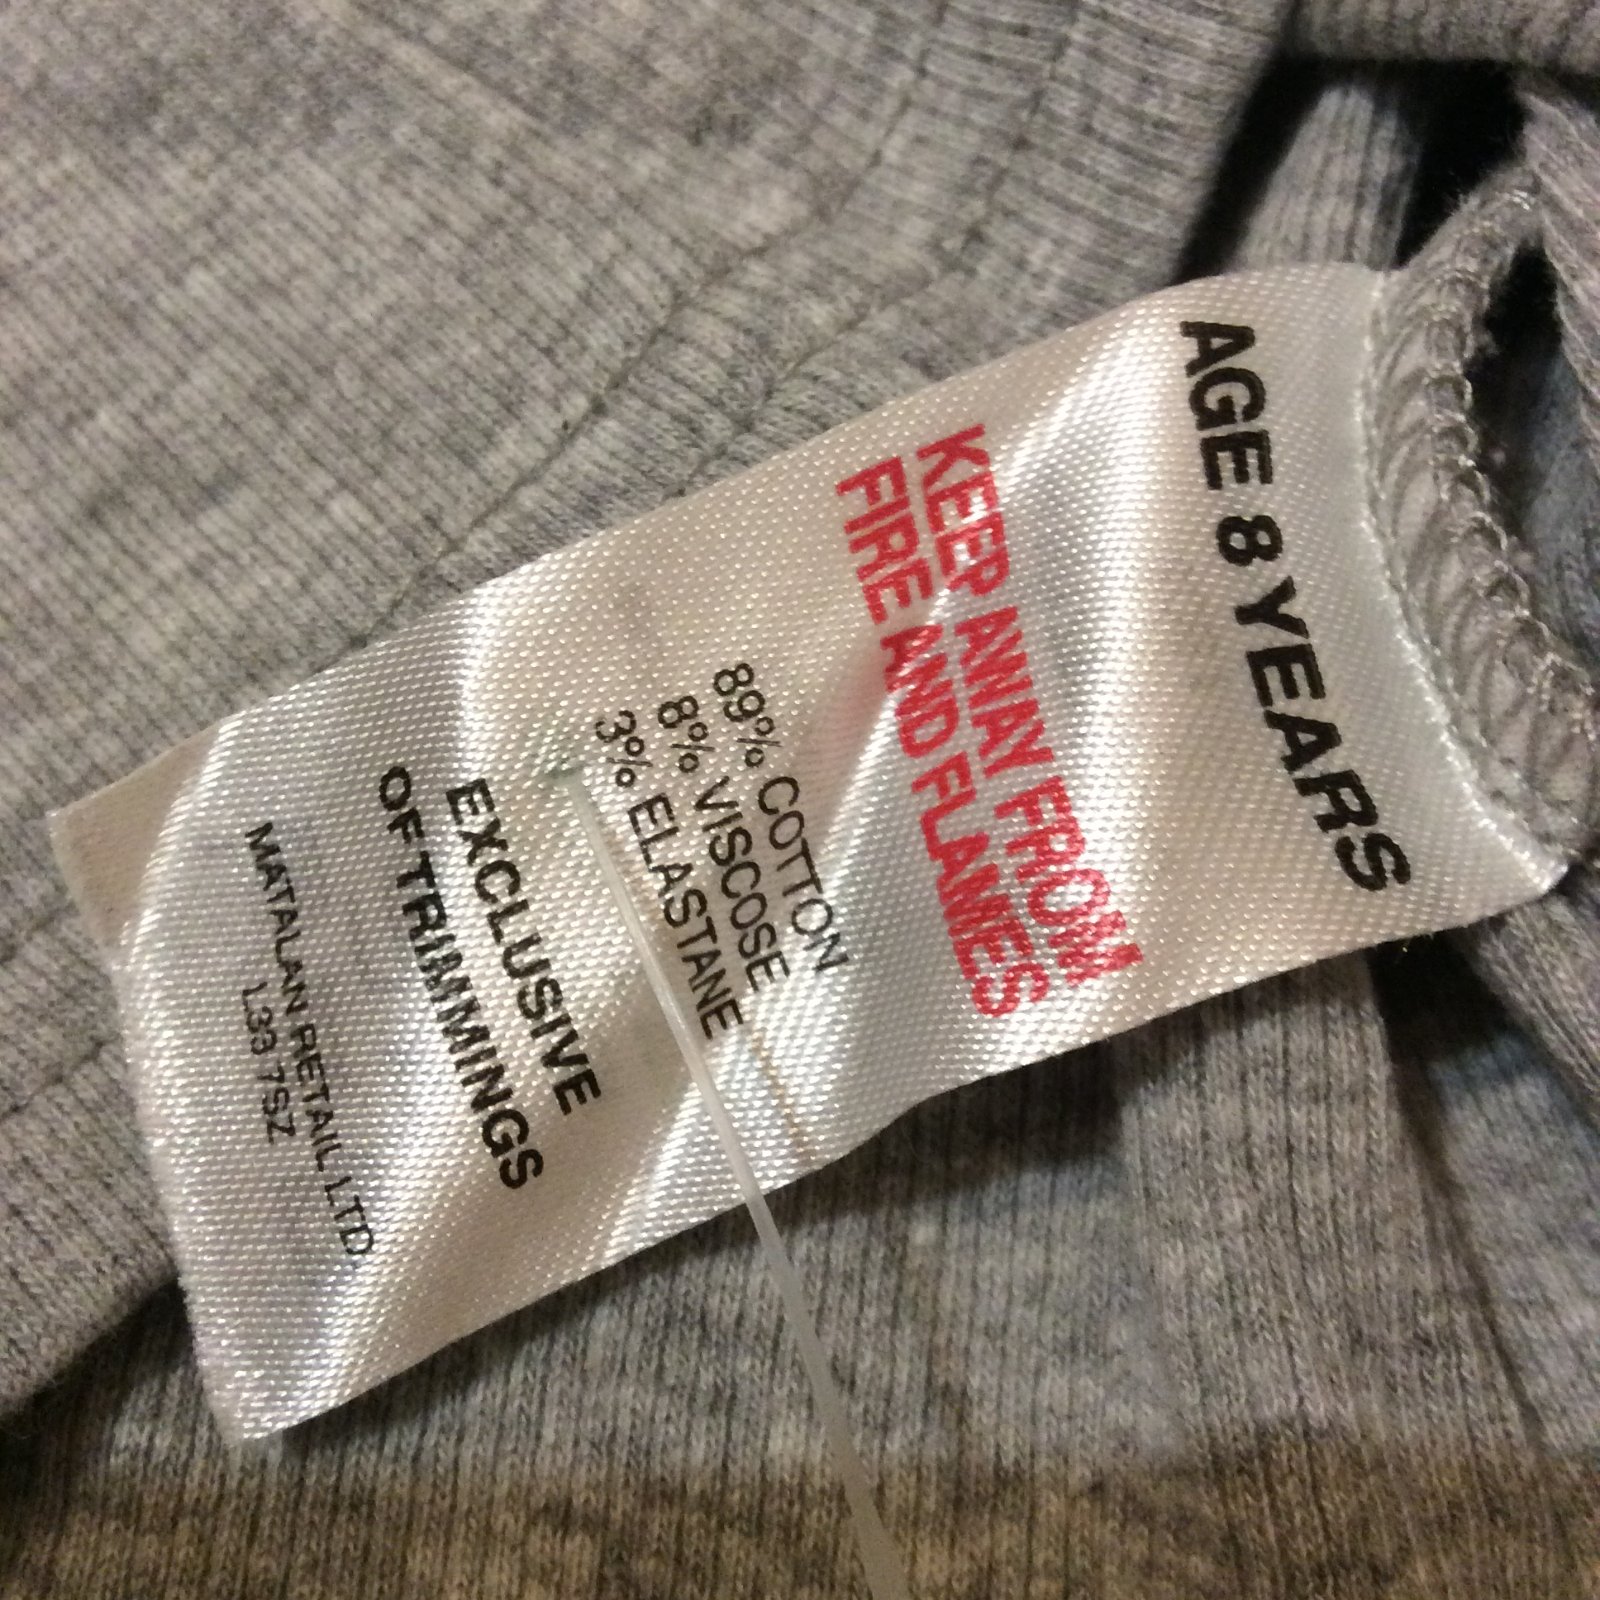 AGE 8 YEARS
KEEP AWAY FROM
FIRE AND FLAMES
89% COTTON
8% VISCOSE
3% ELASTANE
EXCLUSIVE
OF TRIMMINGS
MATALAN RETAIL LTD
L33 7SZ